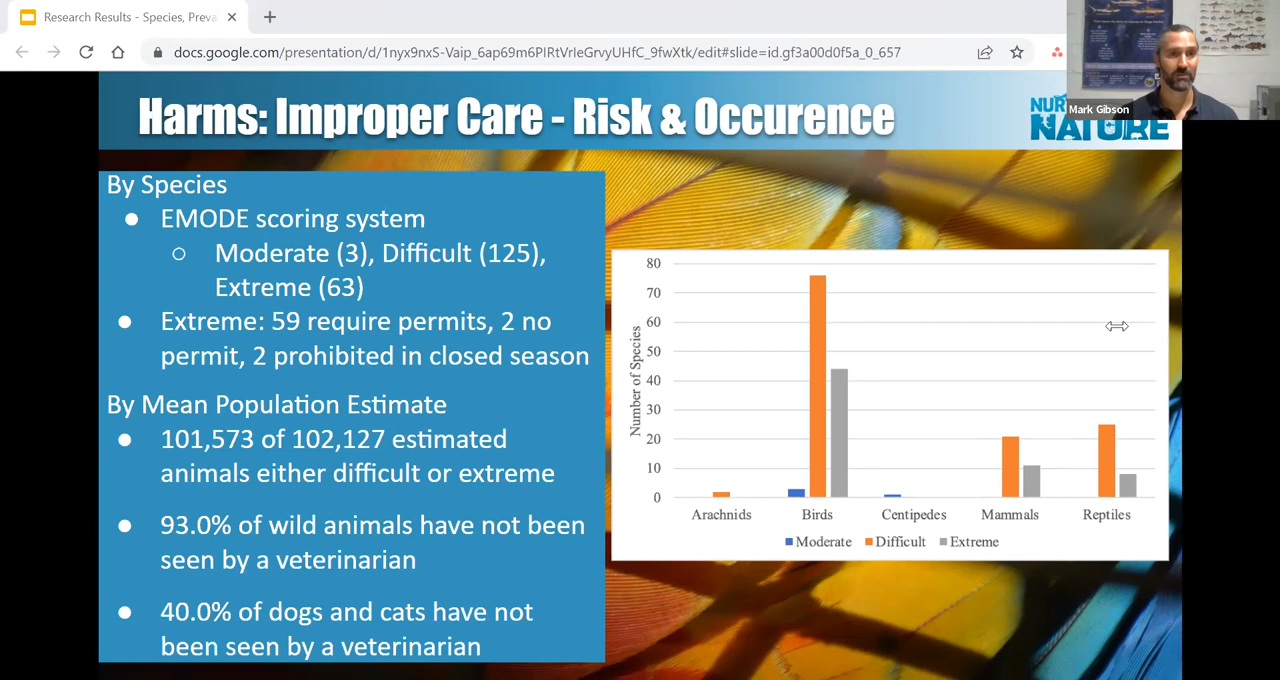 Research Results - Species, Preva
docs.google.com/presentation/d/1nyx9nxS-Vaip_6ap69m6PIRtVrIeGrvyUHfC_9fwXtk/edit#slide=id.gf3a00d0f5a_0_657
Mark Gibson
Harms: Improper Care - Risk & Occurence
NUR
NATURE
By Species
● EMODE scoring system
○ Moderate (3), Difficult (125),
Extreme (63)
● Extreme: 59 require permits, 2 no
permit, 2 prohibited in closed season
By Mean Population Estimate
● 101,573 of 102,127 estimated
animals either difficult or extreme
● 93.0% of wild animals have not been
seen by a veterinarian
● 40.0% of dogs and cats have not
been seen by a veterinarian
Number of Species
80
70
60
50
40
30
20
10
0
Arachnids Birds Centipedes Mammals Reptiles
Moderate Difficult Extreme